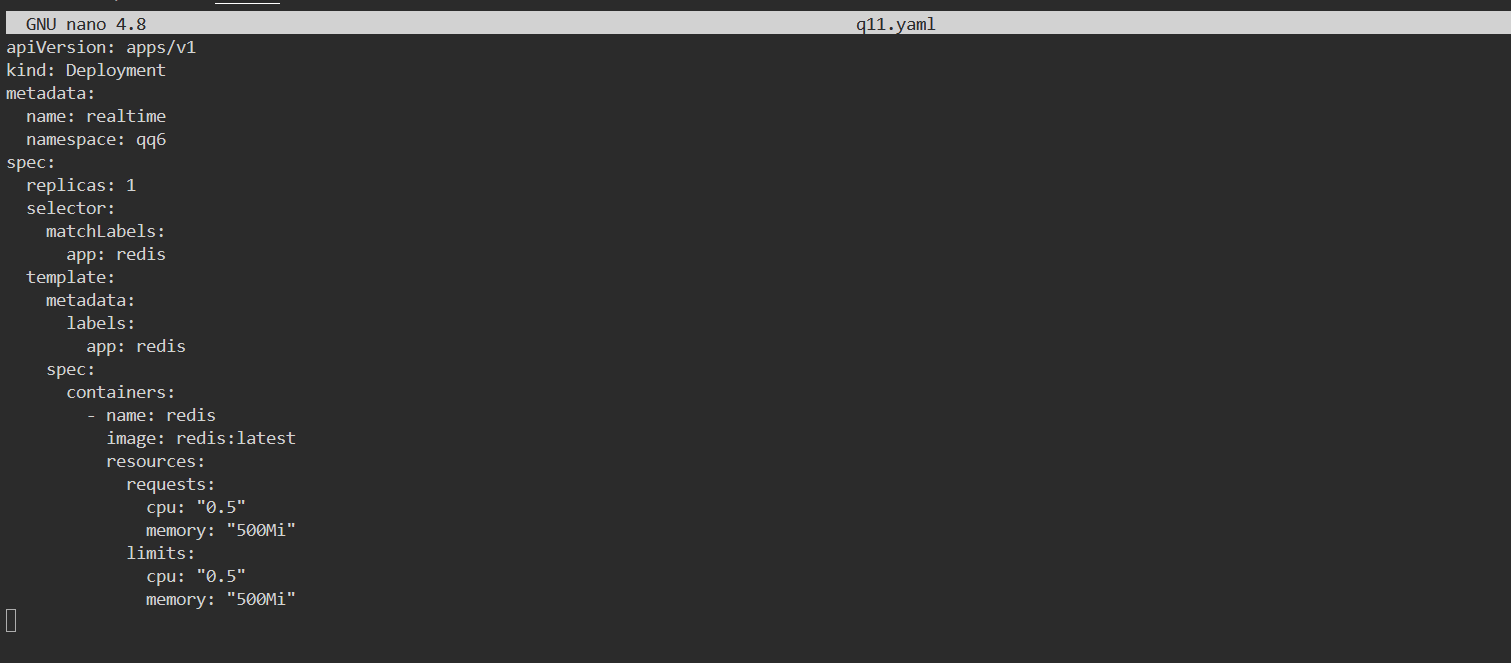 GNU nano 4.8 q11.yaml
apiVersion: apps/v1
kind: Deployment
metadata:
  name: realtime
  namespace: qq6
spec:
  replicas: 1
  selector:
    matchLabels:
      app: redis
  template:
    metadata:
      labels:
        app: redis
    spec:
      containers:
        - name: redis
          image: redis:latest
          resources:
            requests:
              cpu: "0.5"
              memory: "500Mi"
            limits:
              cpu: "0.5"
              memory: "500Mi"